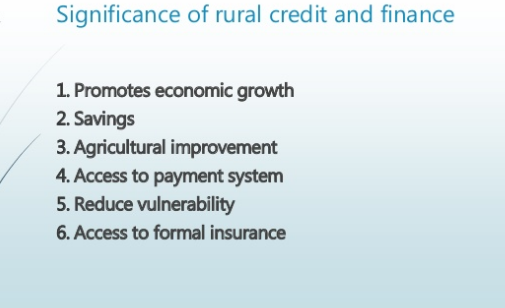 Significance of rural credit and finance
1. Promotes economic growth
2. Savings
3. Agricultural improvement
4. Access to payment system
5. Reduce vulnerability
6. Access to formal insurance